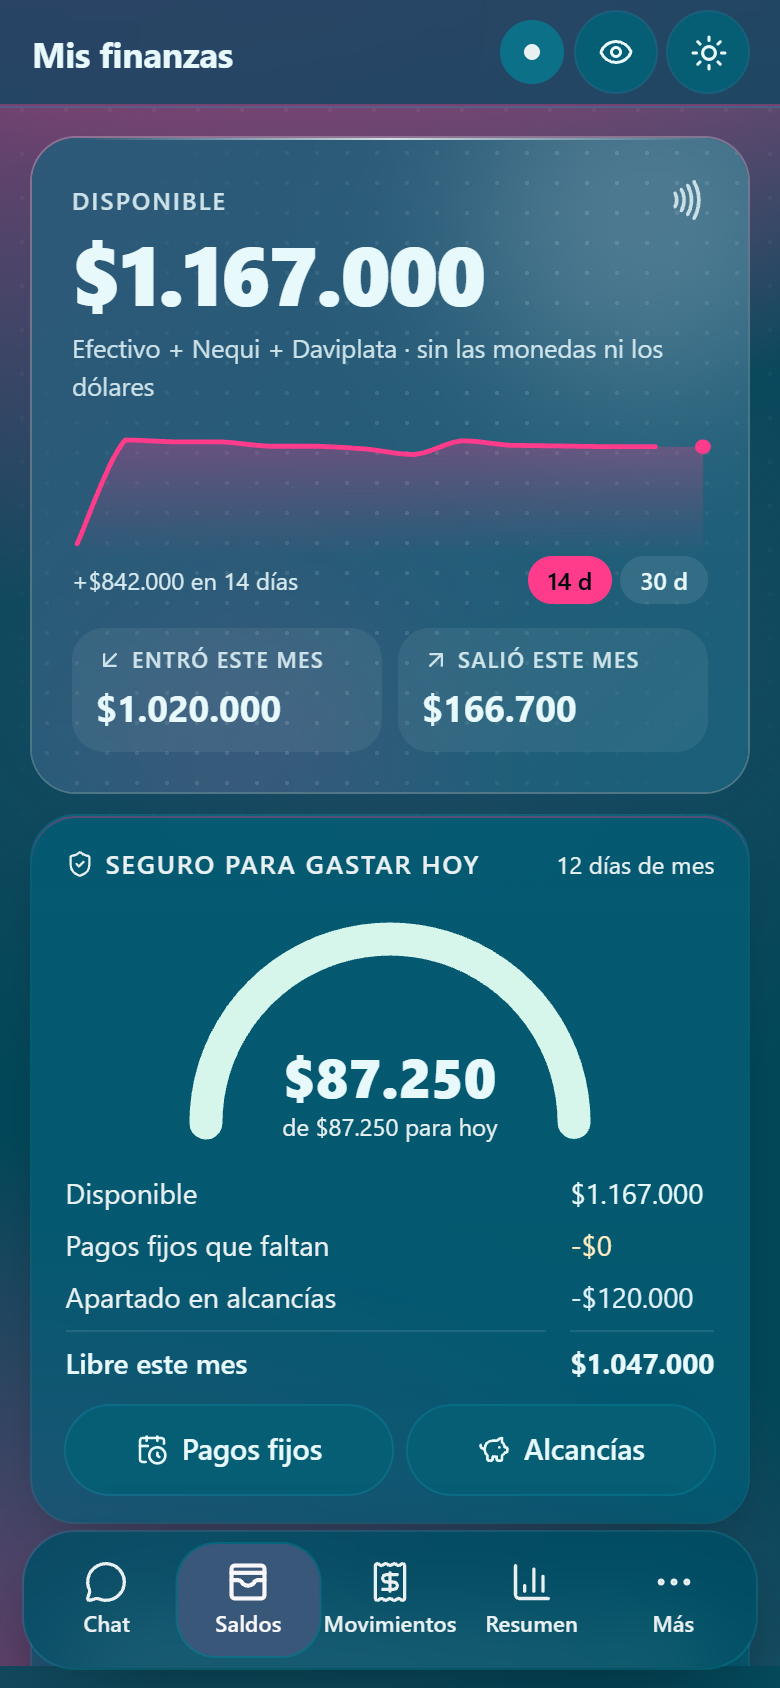 Mis finanzas
DISPONIBLE
$1.167.000
Efectivo + Nequi + Daviplata · sin las monedas ni los
dólares
+$842.000 en 14 días
14 d
30 d
ENTRÓ ESTE MES
$1.020.000
SALIÓ ESTE MES
$166.700
SEGURO PARA GASTAR HOY
12 días de mes
$87.250
de $87.250 para hoy
Disponible $1.167.000
Pagos fijos que faltan -$0
Apartado en alcancías -$120.000
Libre este mes $1.047.000
Pagos fijos
Alcancías
Chat
Saldos
Movimientos
Resumen
Más